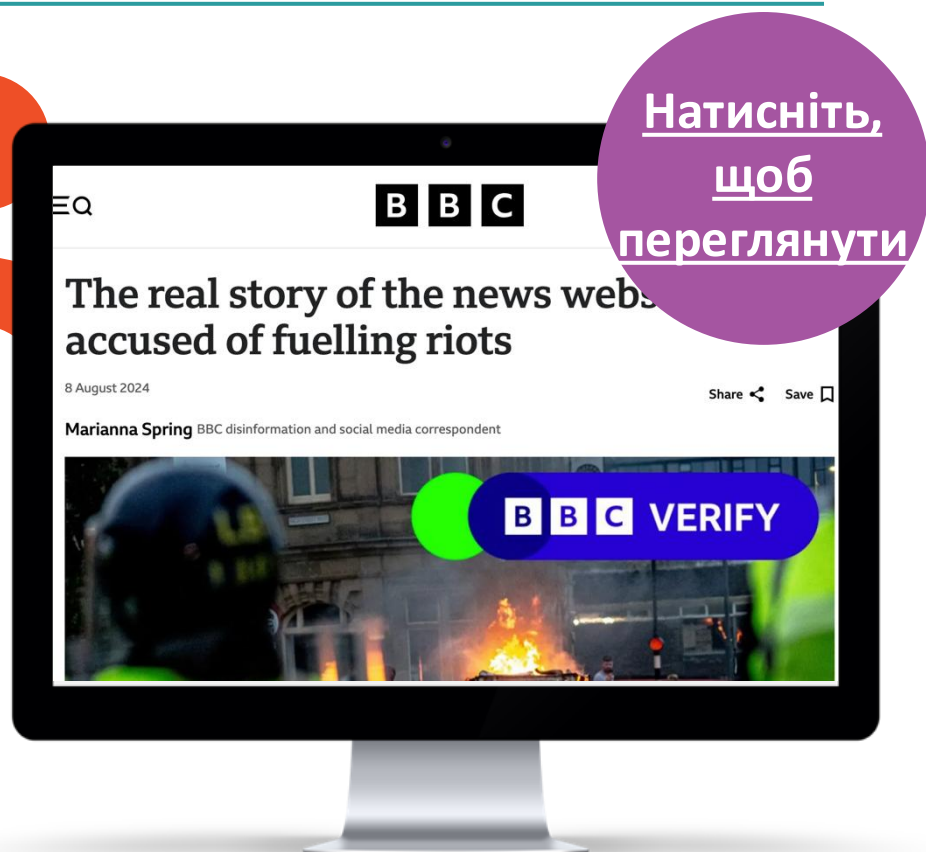 Натисніть,
щоб
переглянути
BBC
The real story of the news
accused of fuelling riots
8 August 2024
Share
Save
Marianna Spring BBC disinformation and social media correspondent
BBC VERIFY